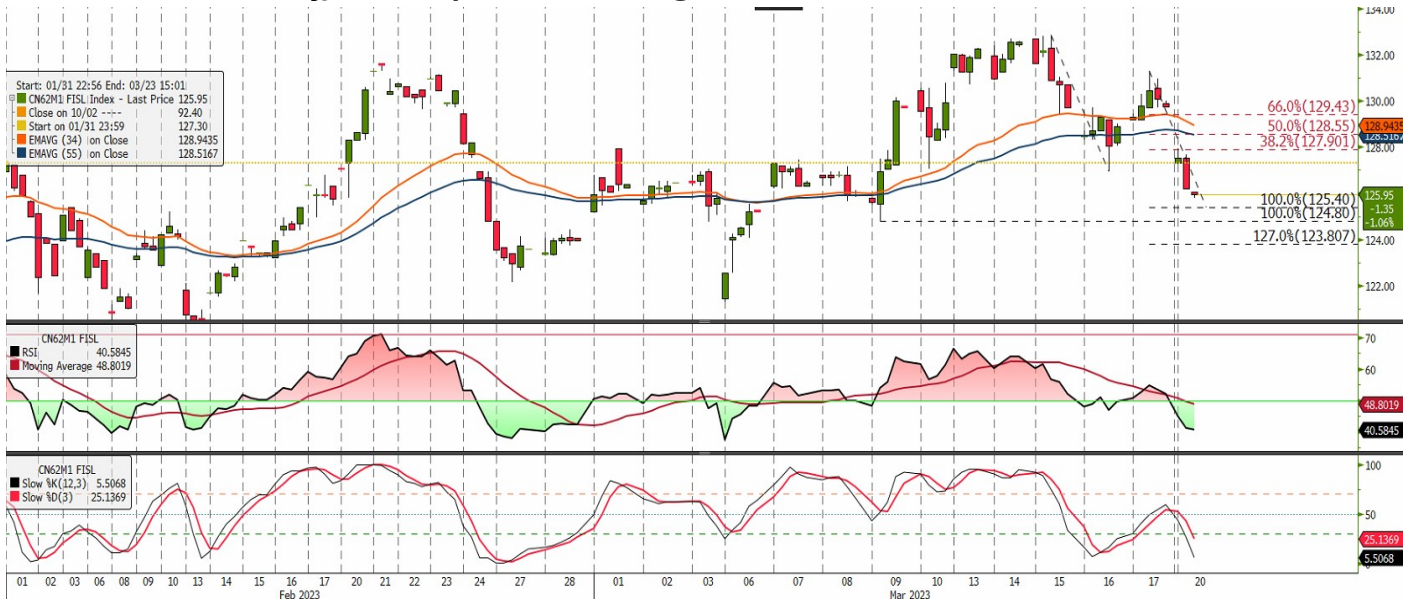 134.00
132.00
130.00
128.00
124.00
122.00
Start: 01/31 22:56 End: 03/23 15:01
CN62M1 FISL Index - Last Price 125.95
Close on 10/02 ---- 92.40
Start on 01/31 23:59 127.30
EMAVG (34) on Close 128.9435
EMAVG (55) on Close 128.5167
66.0%(129.43)
50.0%(128.55)
38.2%(127.901)
100.0%(125.40)
100.0%(124.80)
127.0%(123.807)
128.9435
128.5167
125.95
-1.35
-1.06%
CN62M1 FISL
RSI 40.5845
Moving Average 48.8019
70
60
48.8019
40.5845
CN62M1 FISL
Slow %K(12,3) 5.5068
Slow %D(3) 25.1369
100
50
25.1369
5.5068
01 02 03 06 08 09 10 13 14 15 16 17 20 21 22 23 24 27 28 01 02 03 06 07 08 09 10 13 14 15 16 17 20
Feb 2023 Mar 2023